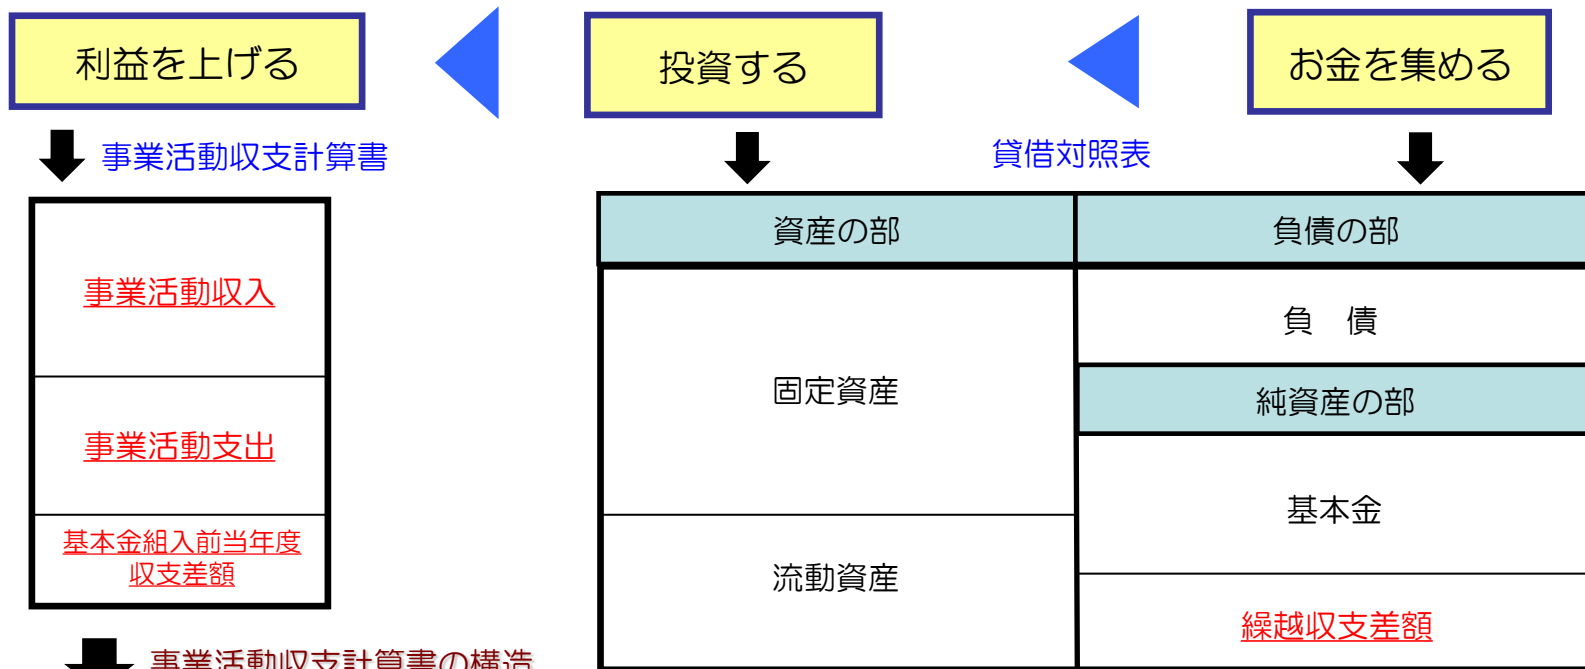 利益を上げる
投資する
お金を集める
事業活動収支計算書
貸借対照表
事業活動収入
事業活動支出
基本金組入前当年度
収支差額
資産の部
負債の部
固定資産
流動資産
負　債
純資産の部
基本金
繰越収支差額
事業活動収支計算書の構造